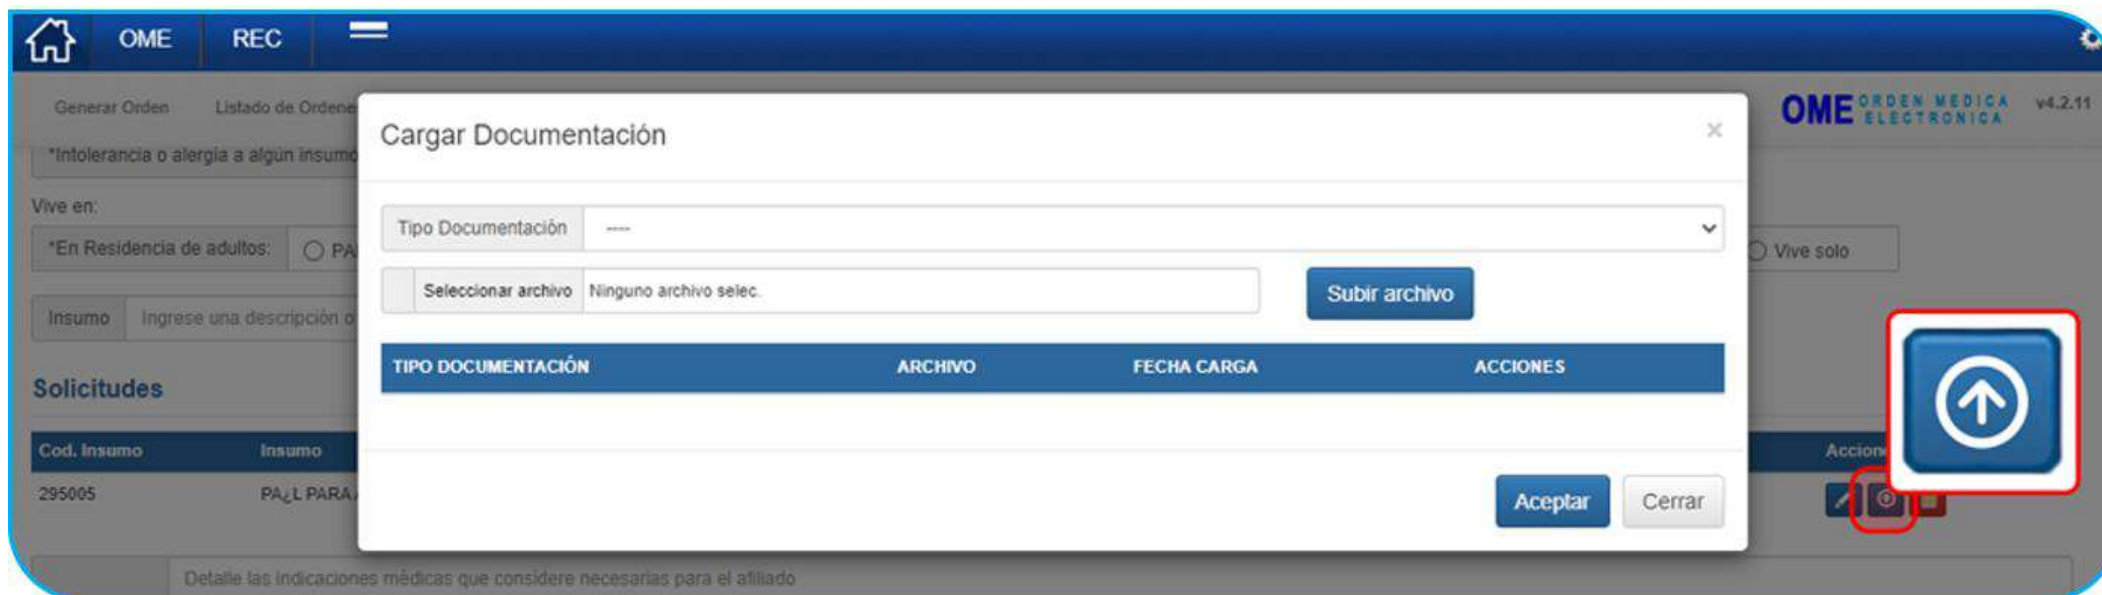 OME REC
Generar Orden Listado de Ordene
OME ORDEN MEDICA ELECTRONICA v4.2.11
Cargar Documentación ×
*Intolerancia o alergia a algún insumo
Vive en:
Tipo Documentación ----
*En Residencia de adultos: PA Vive solo
Seleccionar archivo Ninguno archivo selec. Subir archivo
Insumo Ingrese una descripción o
TIPO DOCUMENTACIÓN ARCHIVO FECHA CARGA ACCIONES
Solicitudes
Cod. Insumo Insumo Accion
295005 PA¿L PARA
Aceptar Cerrar
Detalle las indicaciones médicas que considere necesarias para el afiliado